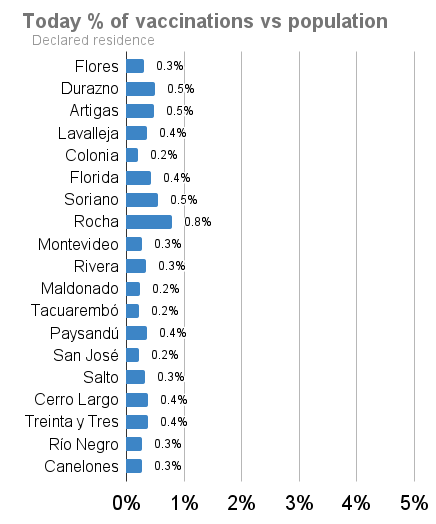 Today % of vaccinations vs population
Declared residence
Flores 0.3%
Durazno 0.5%
Artigas 0.5%
Lavalleja 0.4%
Colonia 0.2%
Florida 0.4%
Soriano 0.5%
Rocha 0.8%
Montevideo 0.3%
Rivera 0.3%
Maldonado 0.2%
Tacuarembó 0.2%
Paysandú 0.4%
San José 0.2%
Salto 0.3%
Cerro Largo 0.4%
Treinta y Tres 0.4%
Río Negro 0.3%
Canelones 0.3%
0% 1% 2% 3% 4% 5%